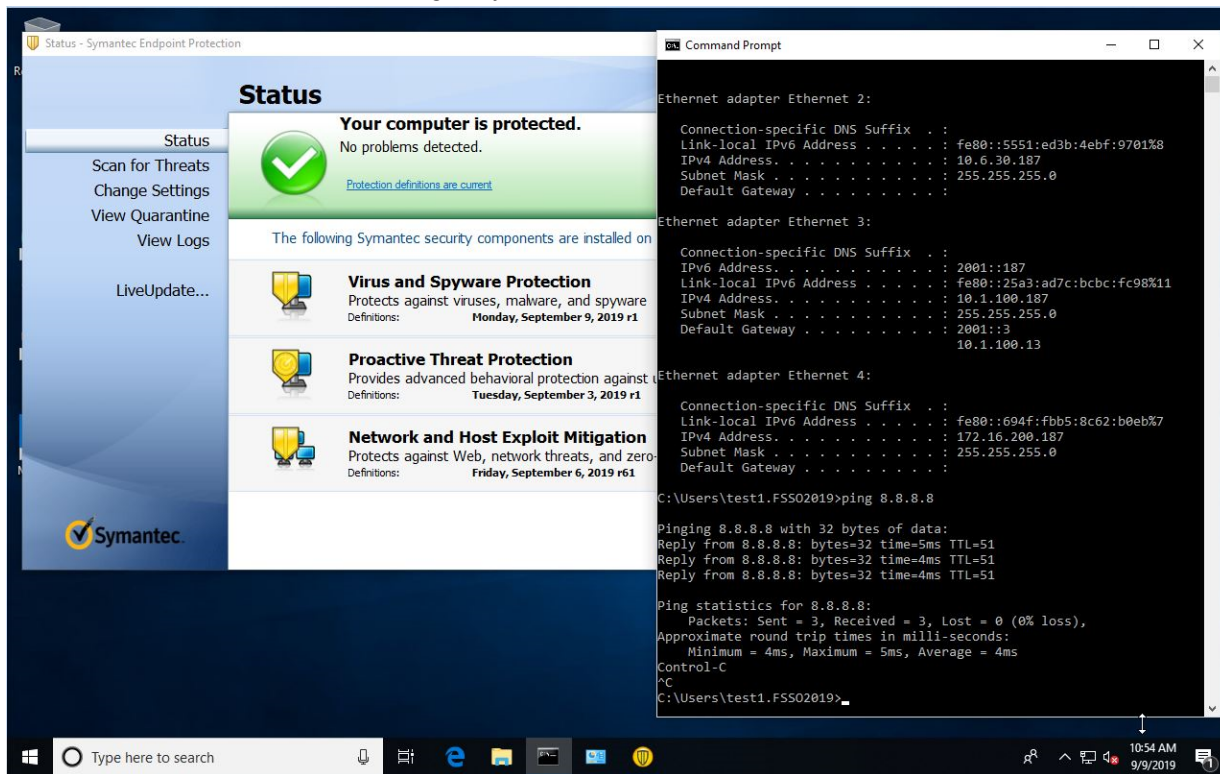 Status - Symantec Endpoint Protection
Status
Status
Scan for Threats
Change Settings
View Quarantine
View Logs
LiveUpdate...
Symantec.
Your computer is protected.
No problems detected.
Protection definitions are current
The following Symantec security components are installed on
Virus and Spyware Protection
Protects against viruses, malware, and spyware
Definitions: Monday, September 9, 2019 r1
Proactive Threat Protection
Provides advanced behavioral protection against
Definitions: Tuesday, September 3, 2019 r1
Network and Host Exploit Mitigation
Protects against Web, network threats, and zero-
Definitions: Friday, September 6, 2019 r61
Command Prompt
Ethernet adapter Ethernet 2:
Connection-specific DNS Suffix . :
Link-local IPv6 Address . . . . . : fe80::5551:ed3b:4ebf:9701%8
IPv4 Address. . . . . . . . . . . : 10.6.30.187
Subnet Mask . . . . . . . . . . . : 255.255.255.0
Default Gateway . . . . . . . . . :
Ethernet adapter Ethernet 3:
Connection-specific DNS Suffix . :
IPv6 Address. . . . . . . . . . . : 2001::187
Link-local IPv6 Address . . . . . : fe80::25a3:ad7c:bcbc:fc98%11
IPv4 Address. . . . . . . . . . . : 10.1.100.187
Subnet Mask . . . . . . . . . . . : 255.255.255.0
Default Gateway . . . . . . . . . : 2001::3
10.1.100.13
Ethernet adapter Ethernet 4:
Connection-specific DNS Suffix . :
Link-local IPv6 Address . . . . . : fe80::694f:fbb5:8c62:b0eb%7
IPv4 Address. . . . . . . . . . . : 172.16.200.187
Subnet Mask . . . . . . . . . . . : 255.255.255.0
Default Gateway . . . . . . . . . :
C:\Users\test1.FSSO2019>ping 8.8.8.8
Pinging 8.8.8.8 with 32 bytes of data:
Reply from 8.8.8.8: bytes=32 time=5ms TTL=51
Reply from 8.8.8.8: bytes=32 time=4ms TTL=51
Reply from 8.8.8.8: bytes=32 time=4ms TTL=51
Ping statistics for 8.8.8.8:
Packets: Sent = 3, Received = 3, Lost = 0 (0% loss),
Approximate round trip times in milli-seconds:
Minimum = 4ms, Maximum = 5ms, Average = 4ms
Control-C
^C
C:\Users\test1.FSSO2019>
Type here to search
10:54 AM
9/9/2019
1